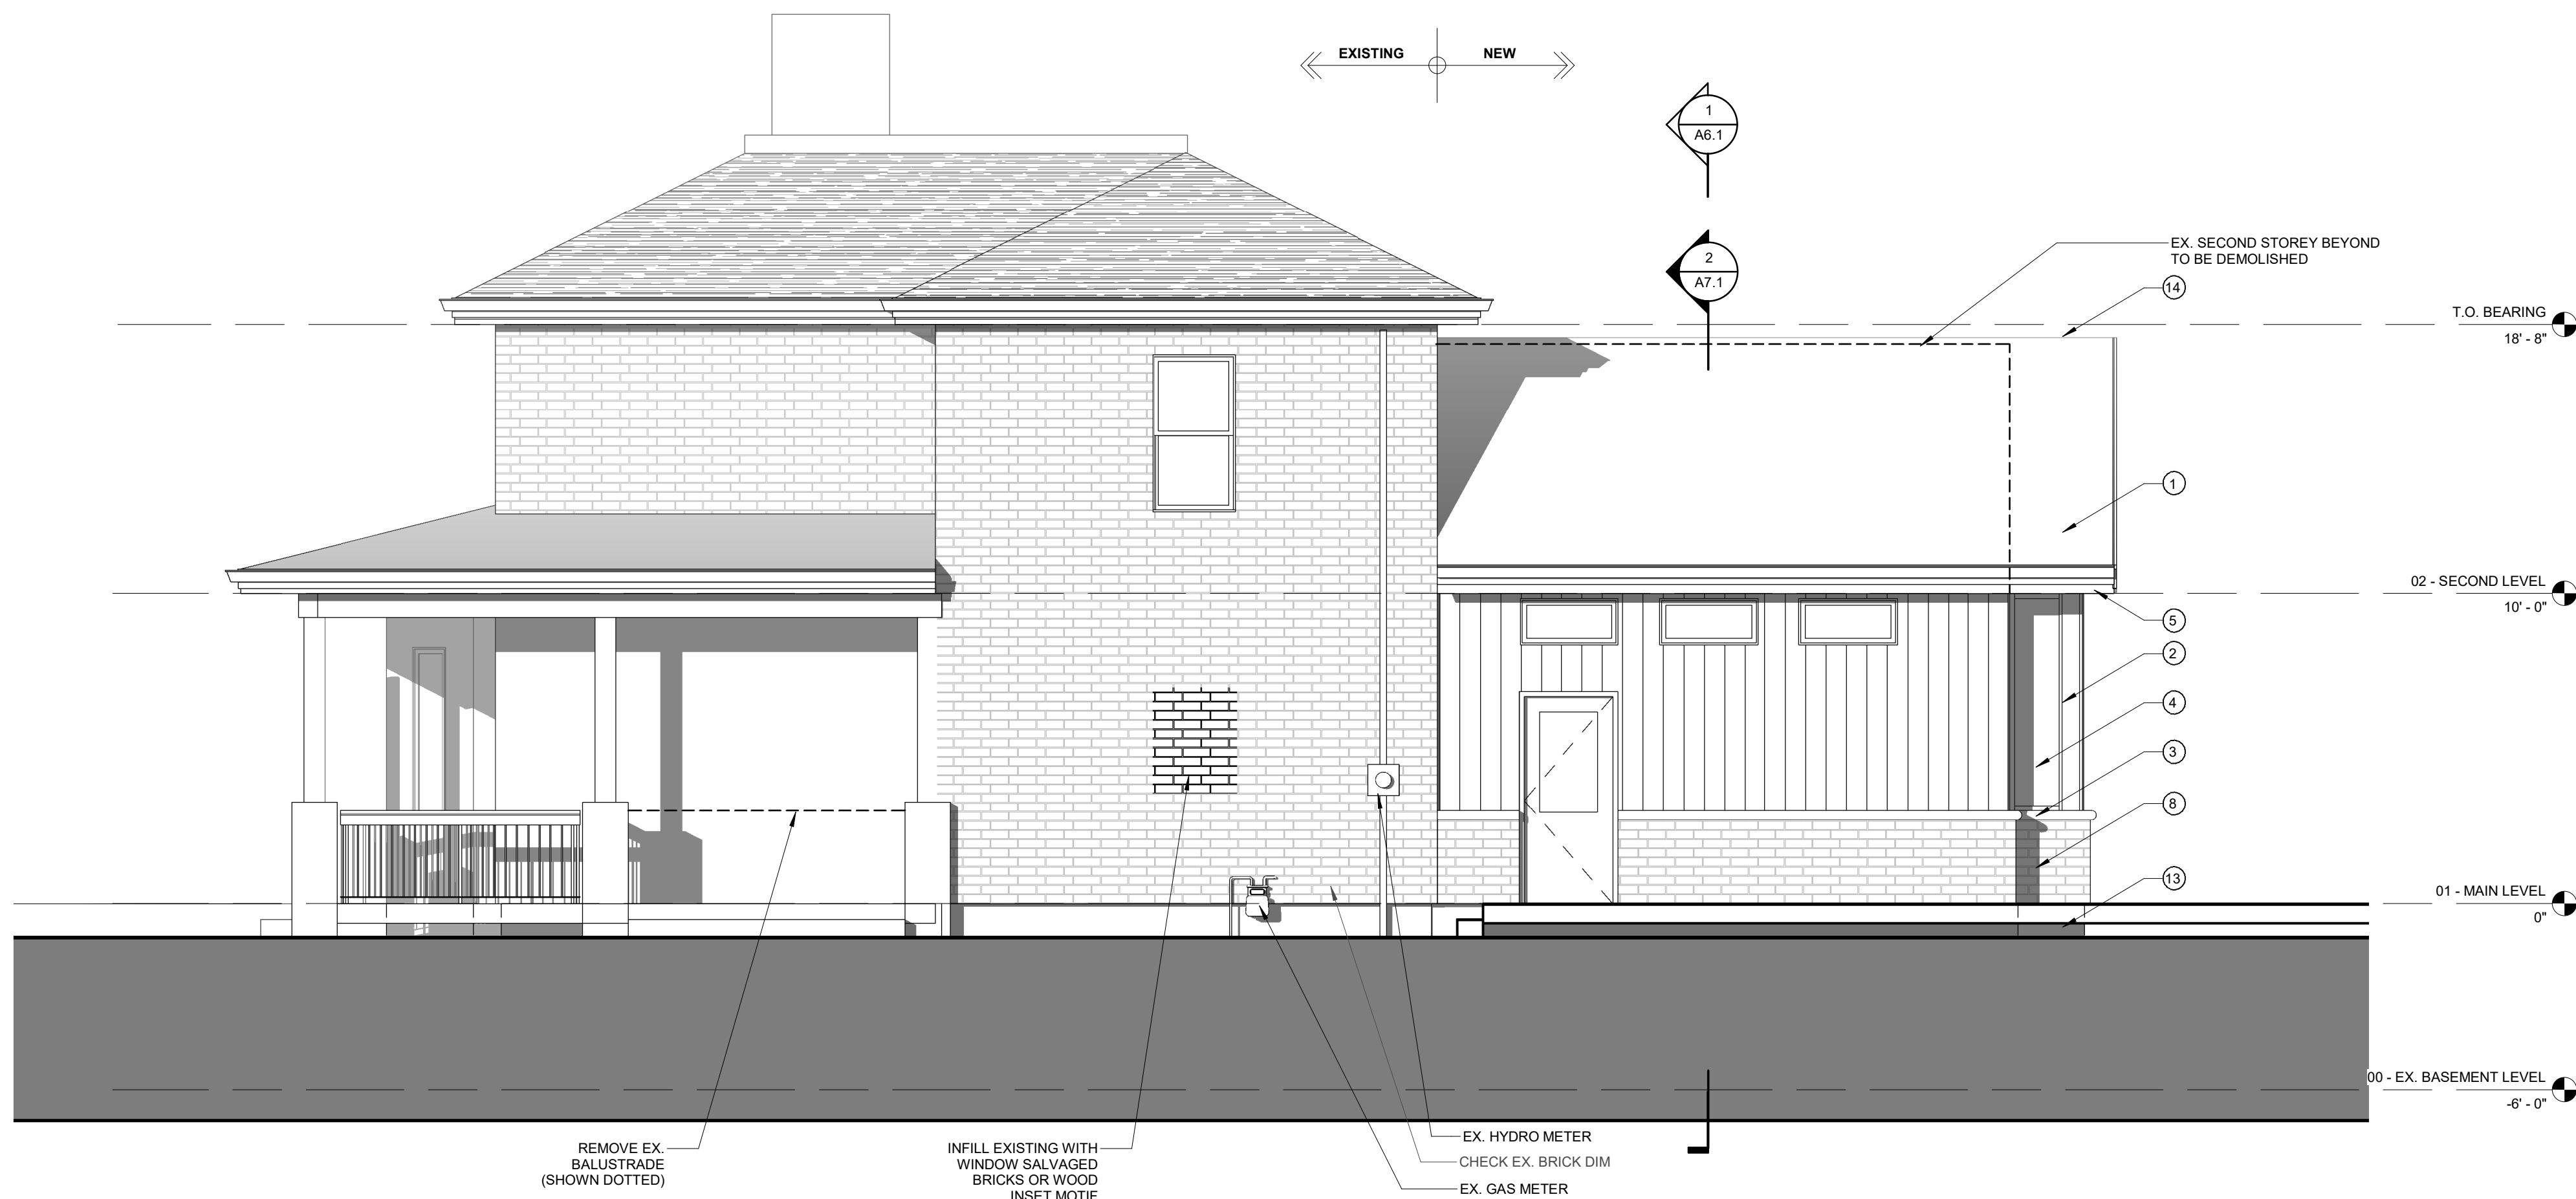 EXISTING
NEW
1
A6.1
2
A7.1
EX. SECOND STOREY BEYOND
TO BE DEMOLISHED
14
T.O. BEARING
18' - 8"
1
02 - SECOND LEVEL
10' - 0"
5
2
4
3
8
13
01 - MAIN LEVEL
0"
00 - EX. BASEMENT LEVEL
-6' - 0"
REMOVE EX.
BALUSTRADE
(SHOWN DOTTED)
INFILL EXISTING WITH
WINDOW SALVAGED
BRICKS OR WOOD
INSET MOTIF
EX. HYDRO METER
CHECK EX. BRICK DIM
EX. GAS METER